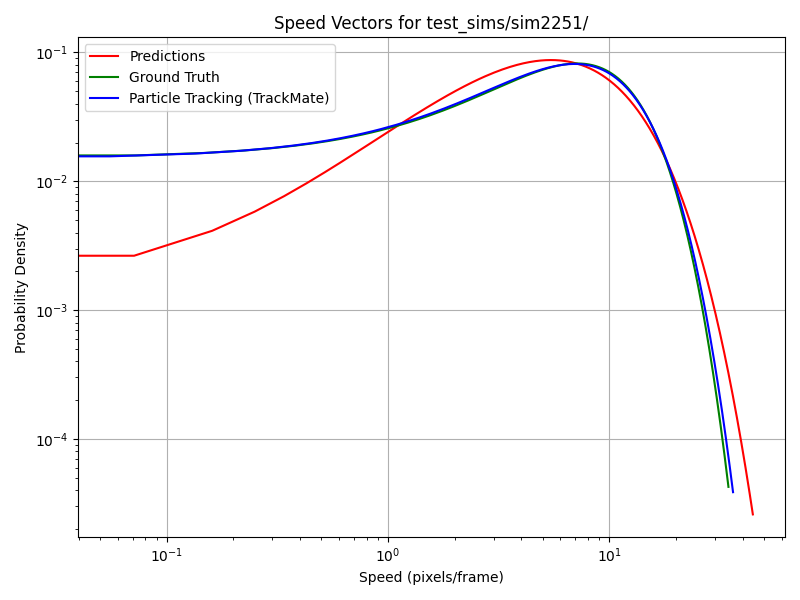 Speed Vectors for test_sims/sim2251/
Predictions
Ground Truth
Particle Tracking (TrackMate)
Probability Density
10⁻¹
10⁻²
10⁻³
10⁻⁴
10⁻¹ 10⁰ 10¹
Speed (pixels/frame)